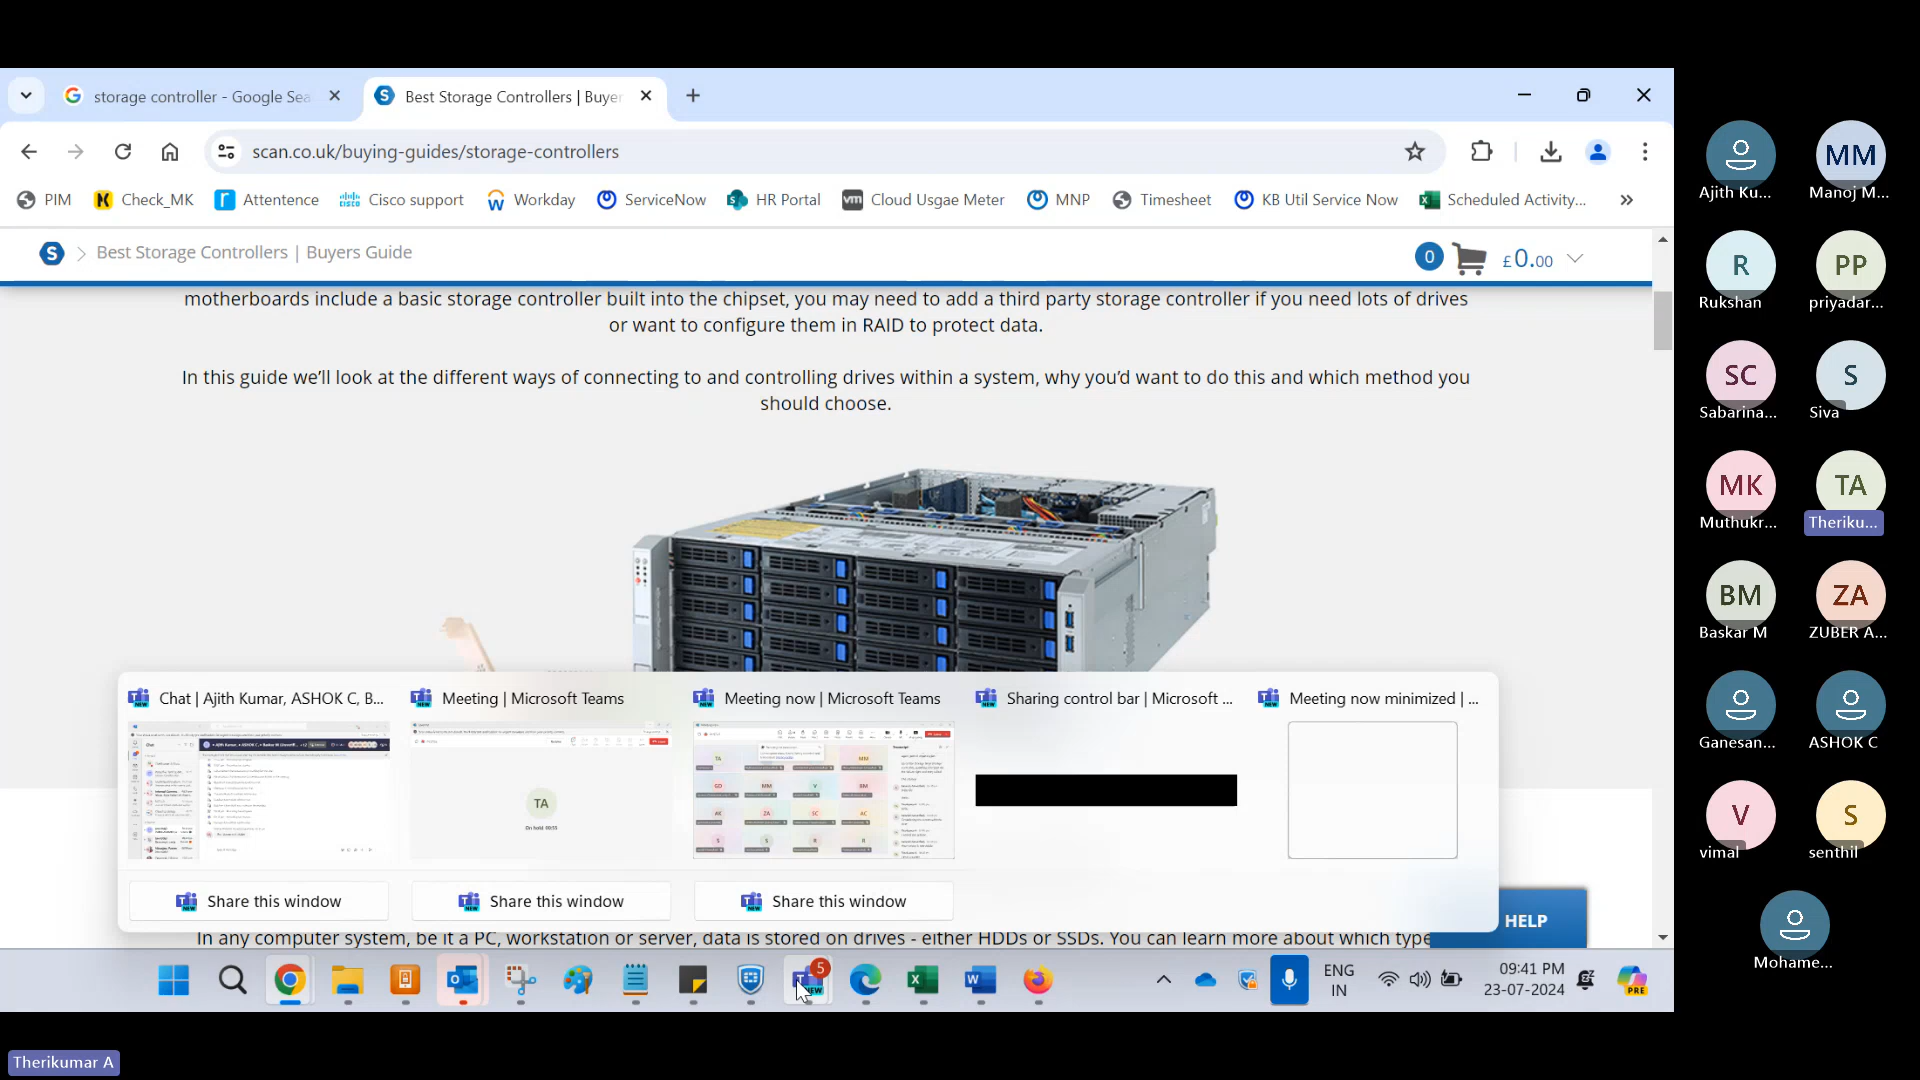 storage controller - Google Sea
Best Storage Controllers | Buyer
scan.co.uk/buying-guides/storage-controllers
PIM
Check_MK
Attentence
Cisco support
Workday
ServiceNow
HR Portal
Cloud Usgae Meter
MNP
Timesheet
KB Util Service Now
Scheduled Activity...
Best Storage Controllers | Buyers Guide
0
£0.00
motherboards include a basic storage controller built into the chipset, you may need to add a third party storage controller if you need lots of drives
or want to configure them in RAID to protect data.
In this guide we'll look at the different ways of connecting to and controlling drives within a system, why you'd want to do this and which method you
should choose.
Chat | Ajith Kumar, ASHOK C, B...
Meeting | Microsoft Teams
Meeting now | Microsoft Teams
Sharing control bar | Microsoft ...
Meeting now minimized | ...
TA
Share this window
Share this window
Share this window
HELP
In any computer system, be it a PC, workstation or server, data is stored on drives - either HDDs or SSDs. You can learn more about which type
5
NEW
ENG
IN
09:41 PM
23-07-2024
PRE
Ajith Ku...
MM
Manoj M...
R
Rukshan
PP
priyadar...
SC
Sabarina...
S
Siva
MK
Muthukr...
TA
Theriku...
BM
Baskar M
ZA
ZUBER A...
Ganesan...
ASHOK C
V
vimal
S
senthil
Mohame...
Therikumar A